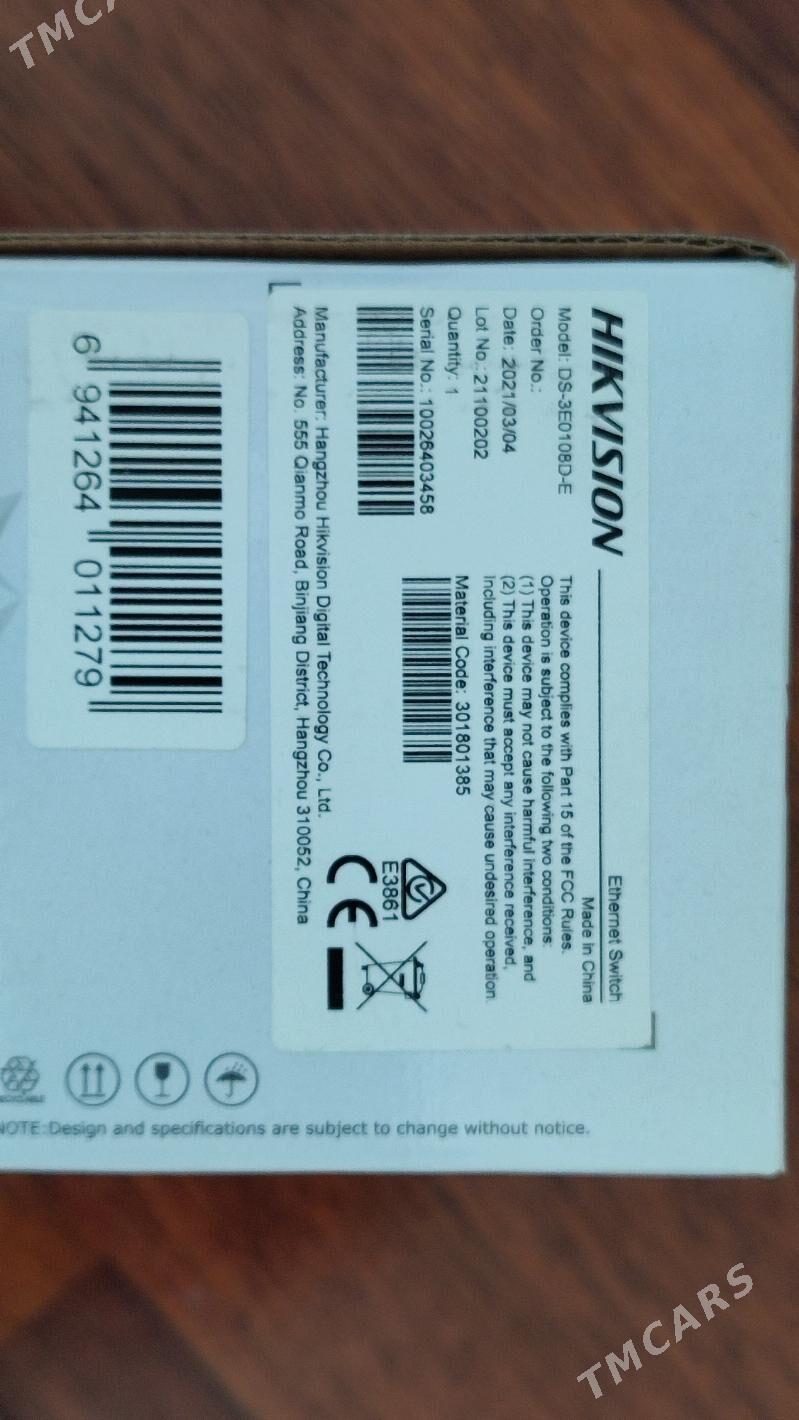 HIKVISION
Ethernet Switch
Made in China
Model: DS-3E0108D-E
Order No.:
Date: 2021/03/04
Lot No.: 21100202
Quantity: 1
Serial No.: 10026403458
This device complies with Part 15 of the FCC Rules.
Operation is subject to the following two conditions:
(1) This device may not cause harmful interference, and
(2) This device must accept any interference received,
Including interference that may cause undesired operation.
Material Code: 301801385
E3861
CE
Manufacturer: Hangzhou Hikvision Digital Technology Co., Ltd.
Address: No. 555 Qianmo Road, Binjiang District, Hangzhou 310052, China
6 941264 011279
NOTE:Design and specifications are subject to change without notice.
TMCARS